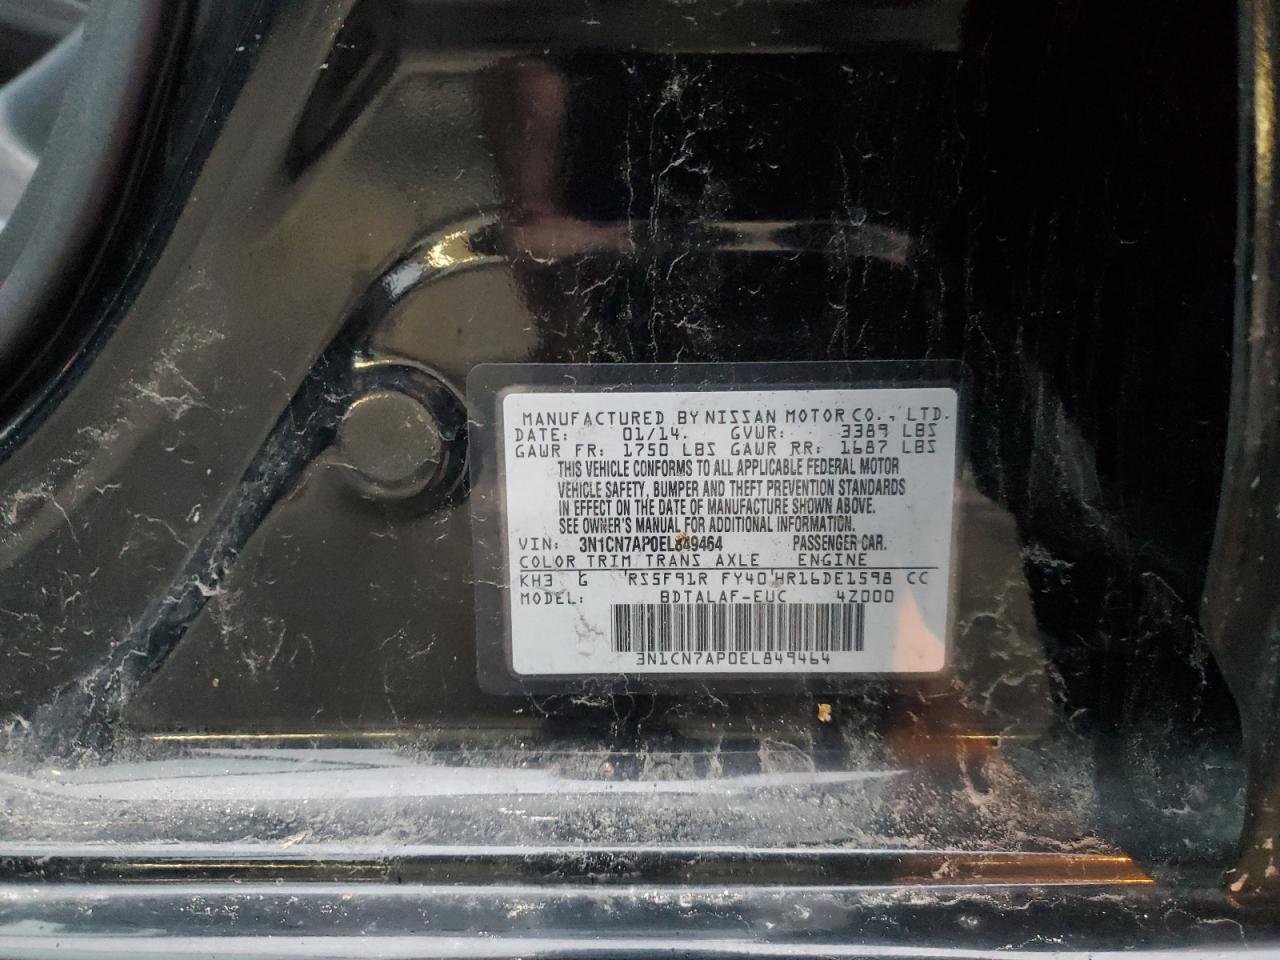 MANUFACTURED BY NISSAN MOTOR CO., LTD.
DATE: 01/14. GVWR: 3389 LBS
GAWR FR: 1750 LBS GAWR RR: 1687 LBS
THIS VEHICLE CONFORMS TO ALL APPLICABLE FEDERAL MOTOR
VEHICLE SAFETY, BUMPER AND THEFT PREVENTION STANDARDS
IN EFFECT ON THE DATE OF MANUFACTURE SHOWN ABOVE.
SEE OWNER'S MANUAL FOR ADDITIONAL INFORMATION.
VIN: 3N1CN7AP0EL849464 PASSENGER CAR.
COLOR TRIM TRANS AXLE ENGINE
KH3 G RS5F91R FY40 HR16DE1598 CC
MODEL: BDTALAF-EUC 4Z000
3N1CN7AP0EL849464